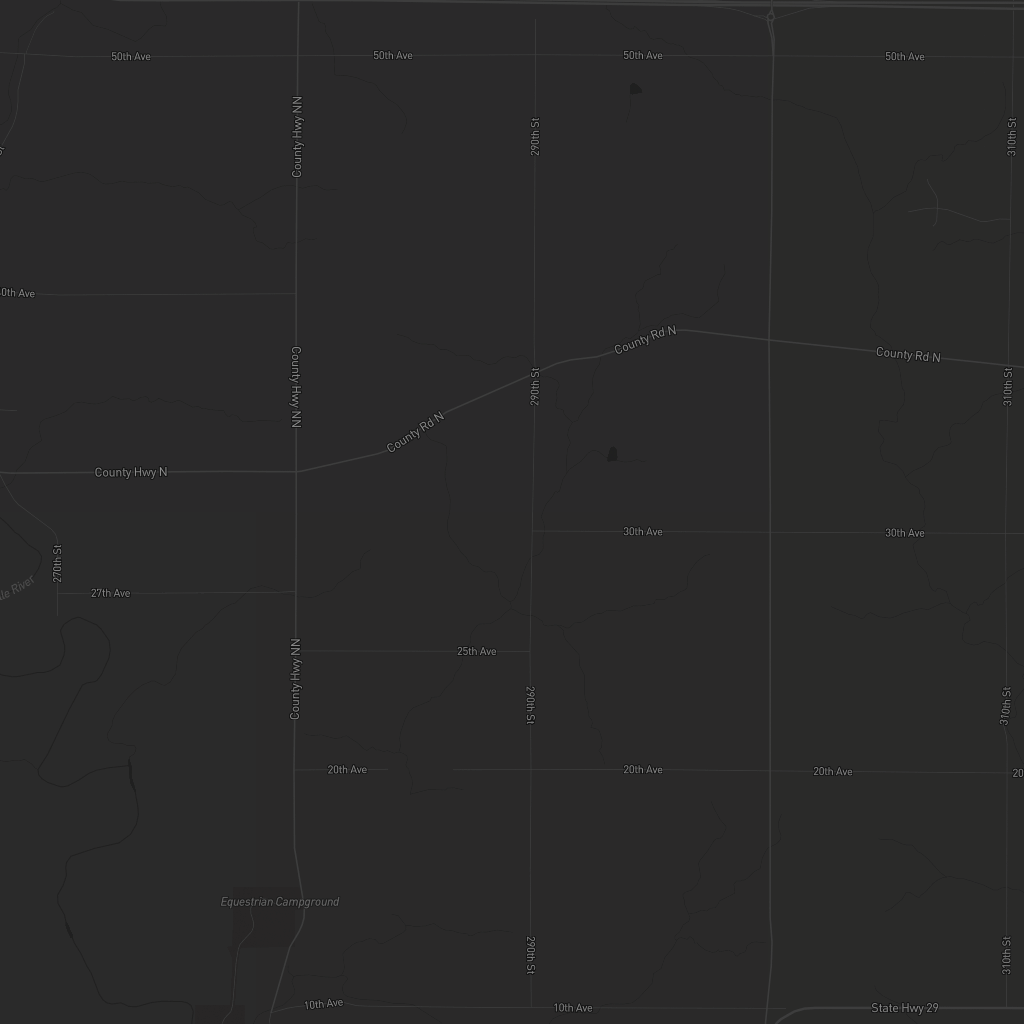 50th Ave
50th Ave
50th Ave
50th Ave
County Hwy NN
290th St
310th St
0th Ave
County Rd N
County Rd N
County Hwy NN
290th St
310th St
County Rd N
County Hwy N
30th Ave
30th Ave
270th St
27th Ave
de River
25th Ave
County Hwy NN
290th St
310th St
20th Ave
20th Ave
20th Ave
20
Equestrian Campground
290th St
310th St
10th Ave
10th Ave
State Hwy 29